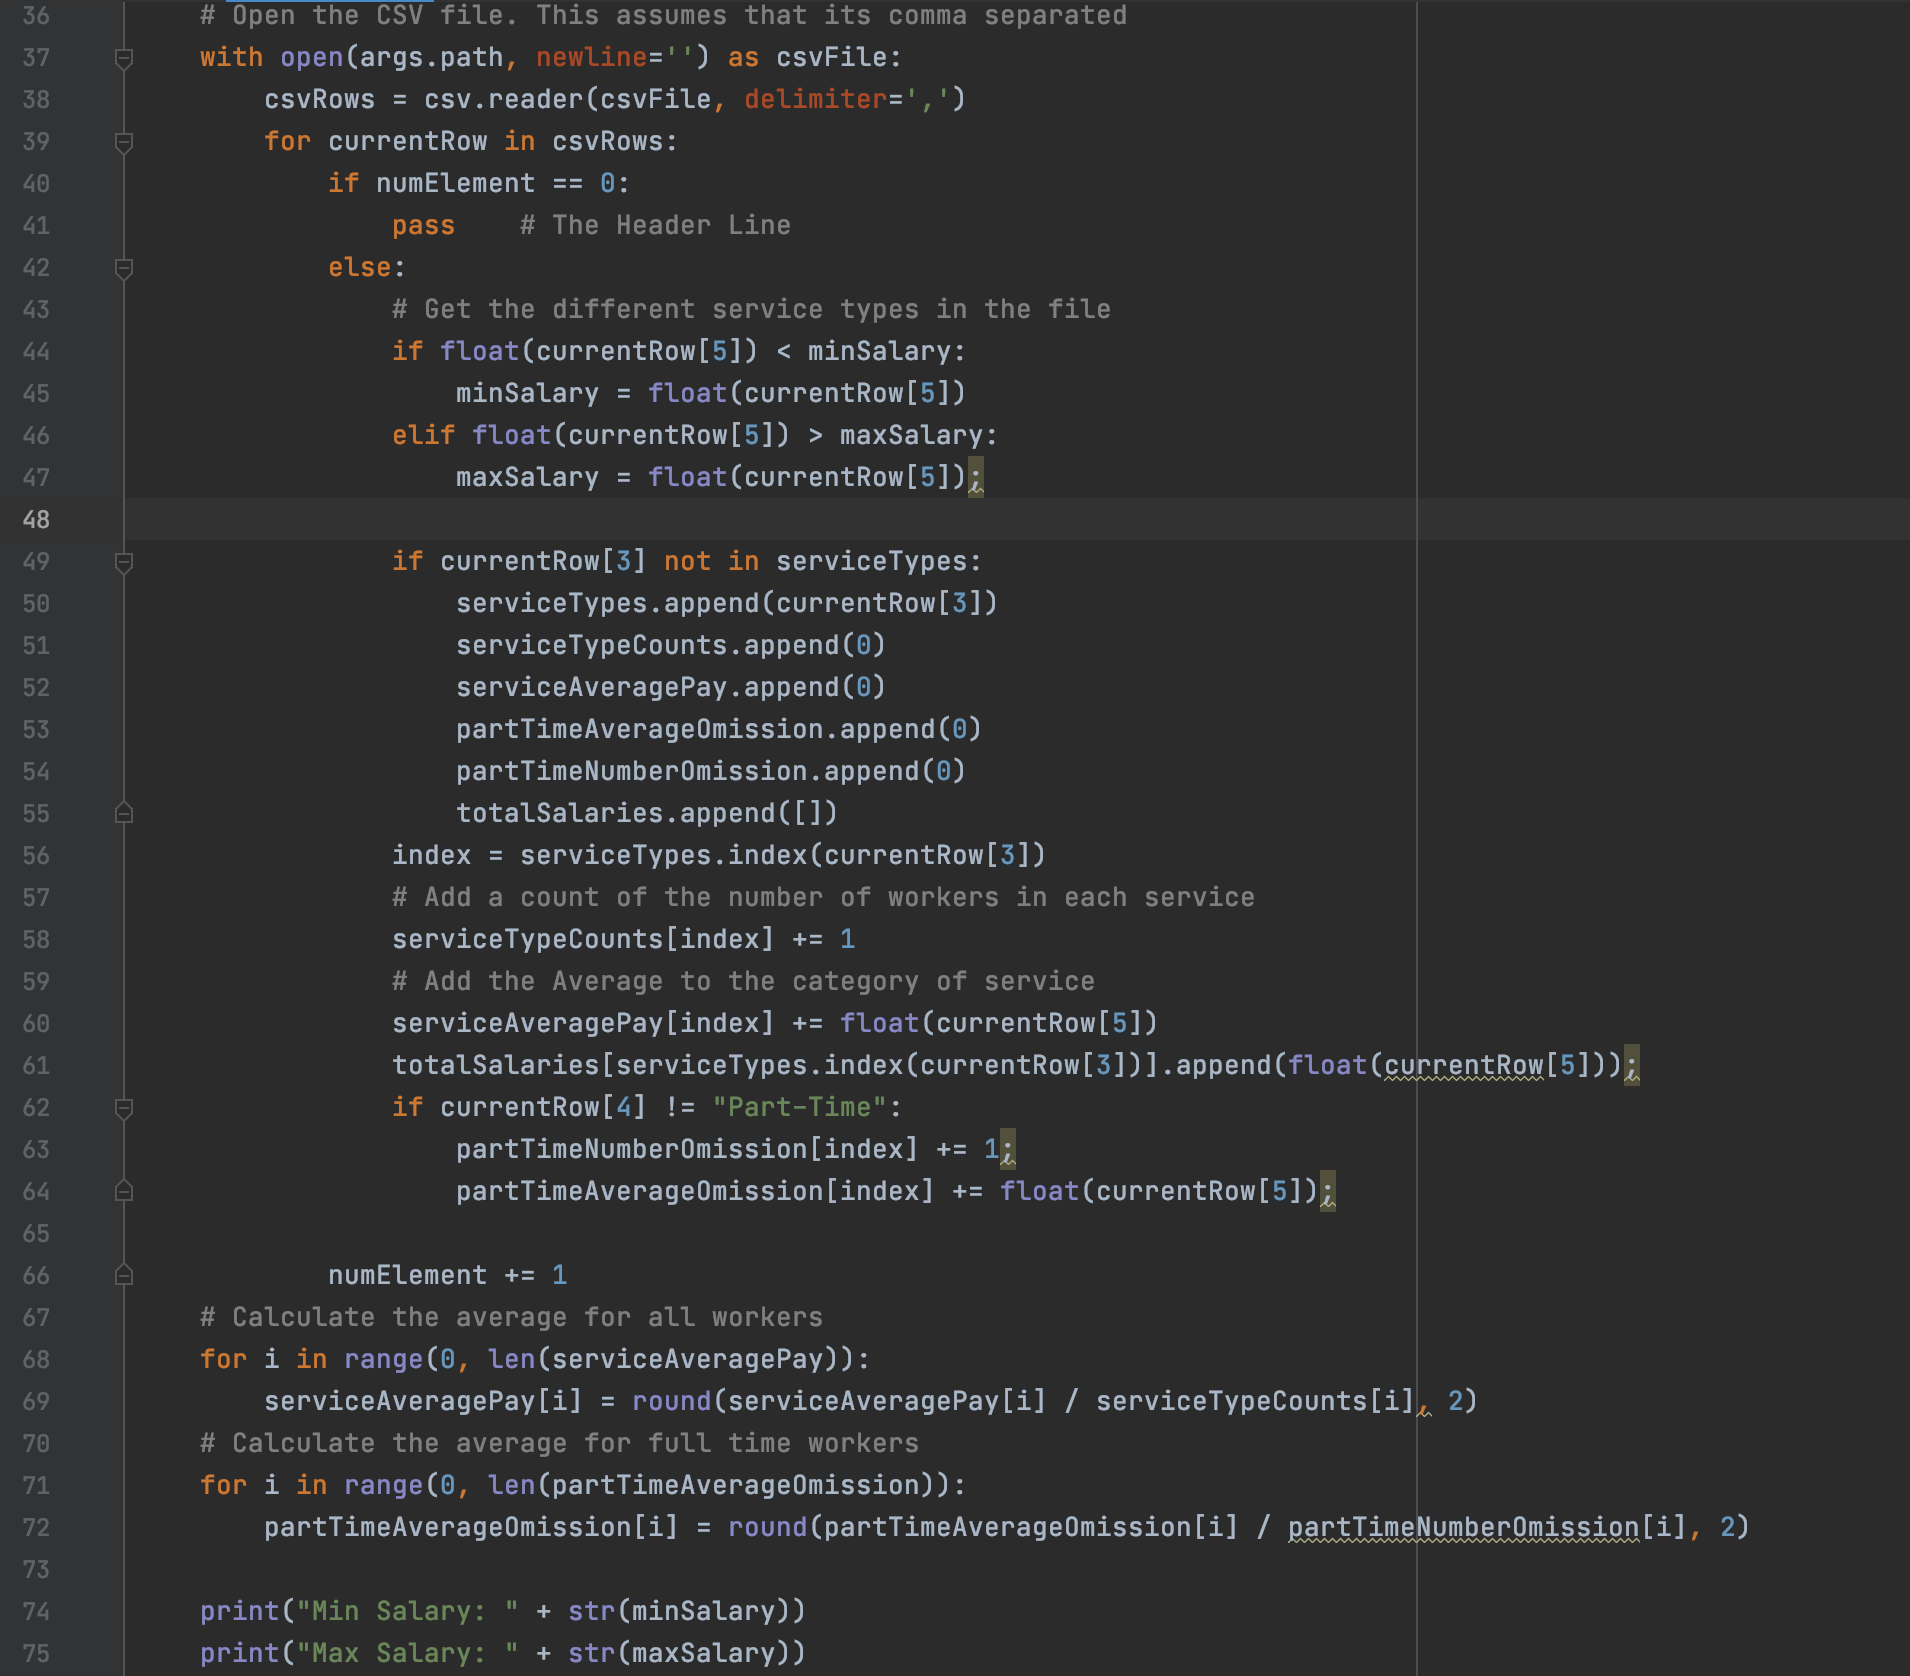 36 # Open the CSV file. This assumes that its comma separated
37 with open(args.path, newline='') as csvFile:
38 csvRows = csv.reader(csvFile, delimiter=',')
39 for currentRow in csvRows:
40 if numElement == 0:
41 pass    # The Header Line
42 else:
43 # Get the different service types in the file
44 if float(currentRow[5]) < minSalary:
45 minSalary = float(currentRow[5])
46 elif float(currentRow[5]) > maxSalary:
47 maxSalary = float(currentRow[5]);
48
49 if currentRow[3] not in serviceTypes:
50 serviceTypes.append(currentRow[3])
51 serviceTypeCounts.append(0)
52 serviceAveragePay.append(0)
53 partTimeAverageOmission.append(0)
54 partTimeNumberOmission.append(0)
55 totalSalaries.append([])
56 index = serviceTypes.index(currentRow[3])
57 # Add a count of the number of workers in each service
58 serviceTypeCounts[index] += 1
59 # Add the Average to the category of service
60 serviceAveragePay[index] += float(currentRow[5])
61 totalSalaries[serviceTypes.index(currentRow[3])].append(float(currentRow[5]));
62 if currentRow[4] != "Part-Time":
63 partTimeNumberOmission[index] += 1;
64 partTimeAverageOmission[index] += float(currentRow[5]);
65
66 numElement += 1
67 # Calculate the average for all workers
68 for i in range(0, len(serviceAveragePay)):
69 serviceAveragePay[i] = round(serviceAveragePay[i] / serviceTypeCounts[i], 2)
70 # Calculate the average for full time workers
71 for i in range(0, len(partTimeAverageOmission)):
72 partTimeAverageOmission[i] = round(partTimeAverageOmission[i] / partTimeNumberOmission[i], 2)
73
74 print("Min Salary: " + str(minSalary))
75 print("Max Salary: " + str(maxSalary))